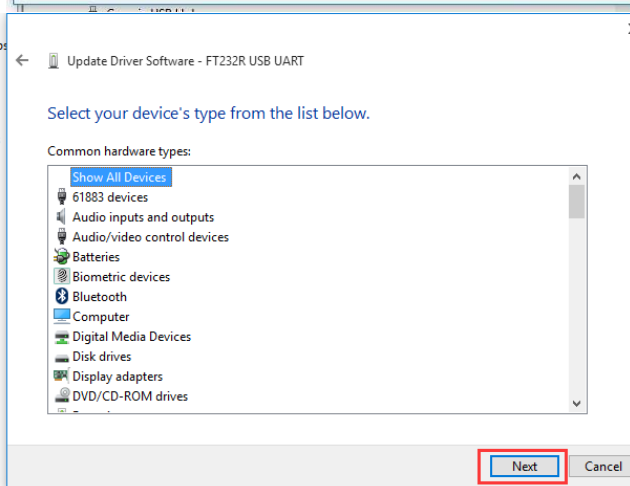 Update Driver Software - FT232R USB UART
Select your device's type from the list below.
Common hardware types:
Show All Devices
61883 devices
Audio inputs and outputs
Audio/video control devices
Batteries
Biometric devices
Bluetooth
Computer
Digital Media Devices
Disk drives
Display adapters
DVD/CD-ROM drives
Next Cancel